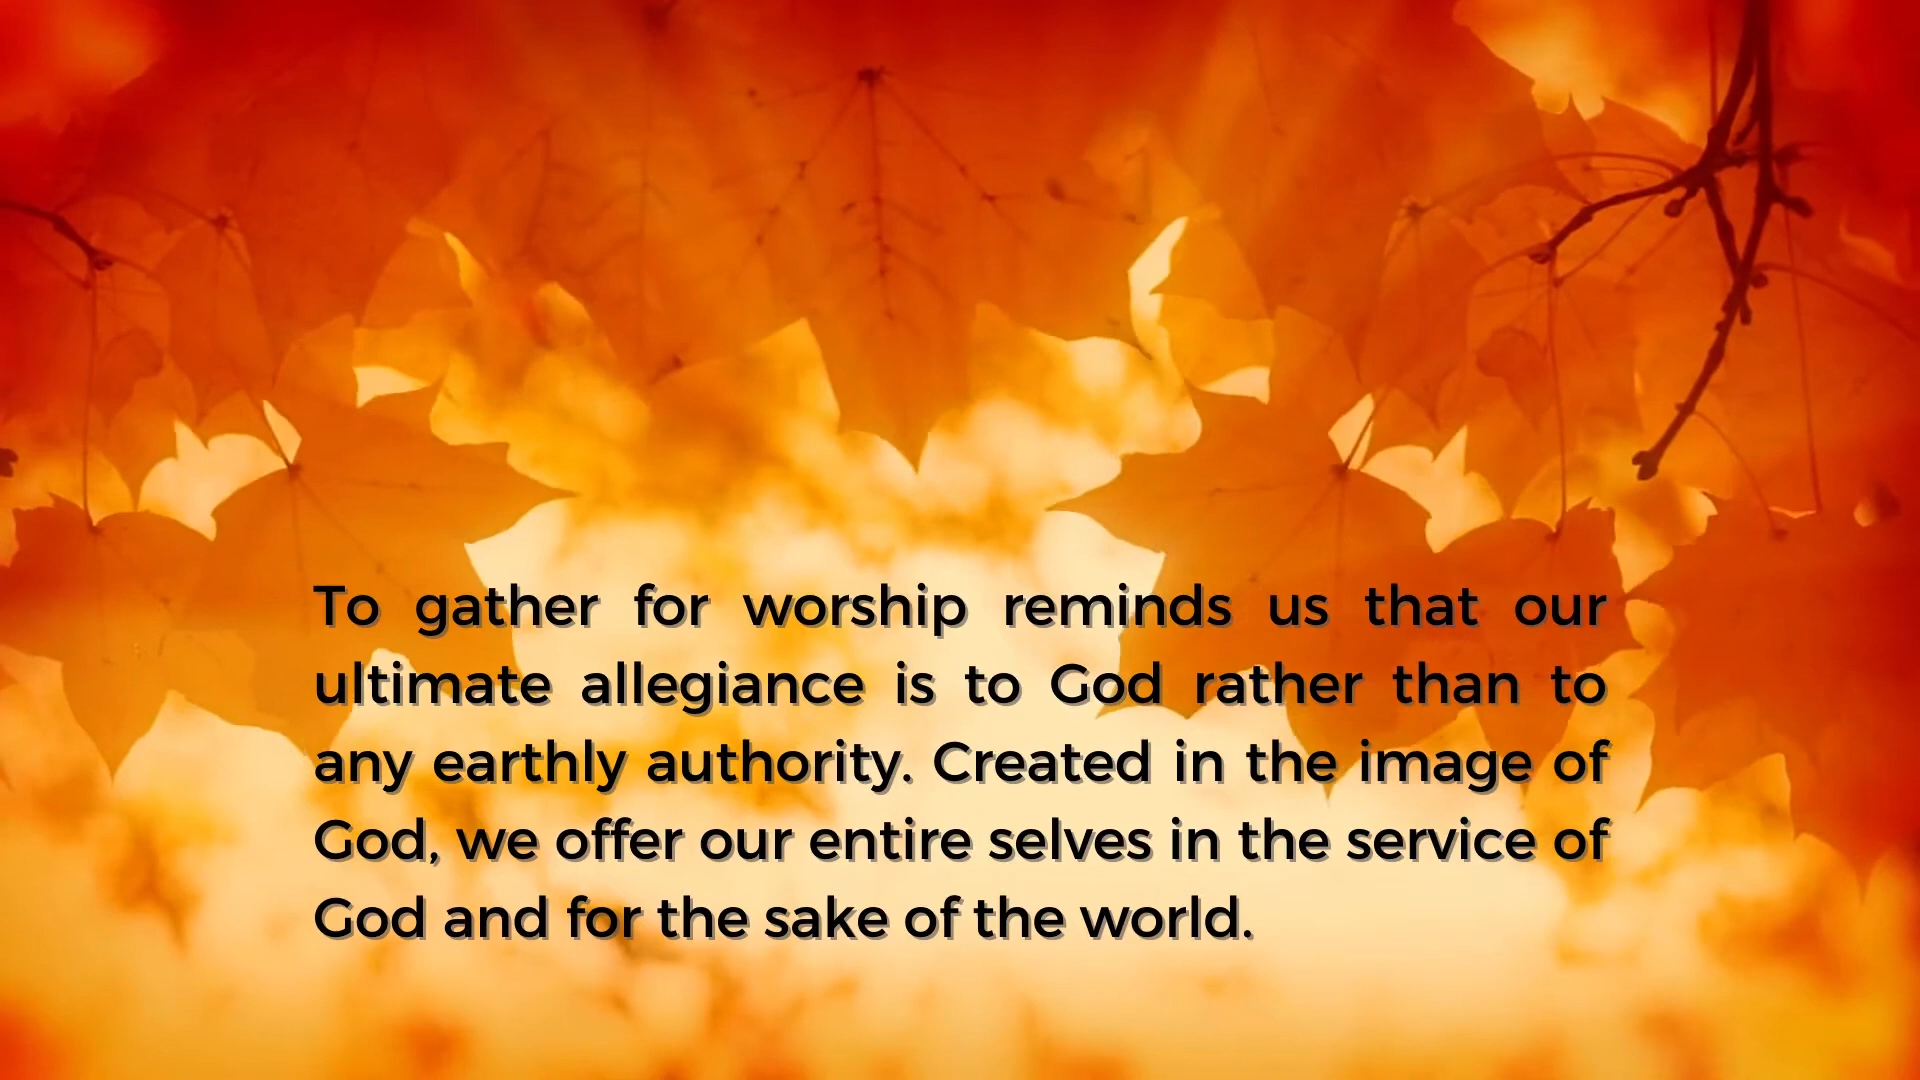 To gather for worship reminds us that our
ultimate allegiance is to God rather than to
any earthly authority. Created in the image of
God, we offer our entire selves in the service of
God and for the sake of the world.